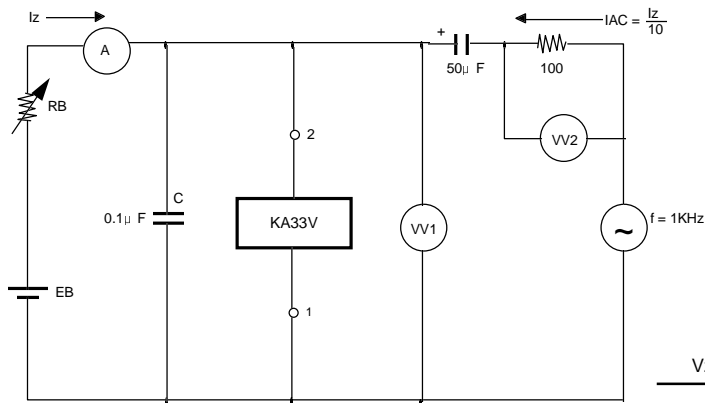 Iz
IAC = Iz/10
A
+
50μ F
100
RB
2
VV2
C
0.1μ F
KA33V
VV1
~
f = 1KHz
EB
1